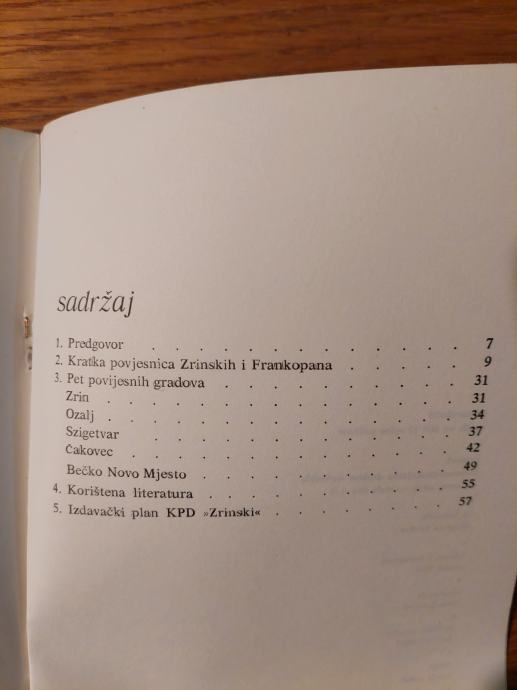 sadržaj
1. Predgovor . . . . . . . . . . . . 7
2. Kratka povjesnica Zrinskih i Frankopana . . . . 9
3. Pet povijesnih gradova . . . . . . . . . 31
Zrin . . . . . . . . . . . . . 31
Ozalj . . . . . . . . . . . . . 34
Szigetvar . . . . . . . . . . . . 37
Čakovec . . . . . . . . . . . . 42
Bečko Novo Mjesto . . . . . . . . . 49
4. Korištena literatura . . . . . . . . . 55
5. Izdavački plan KPD »Zrinski« . . . . . . 57